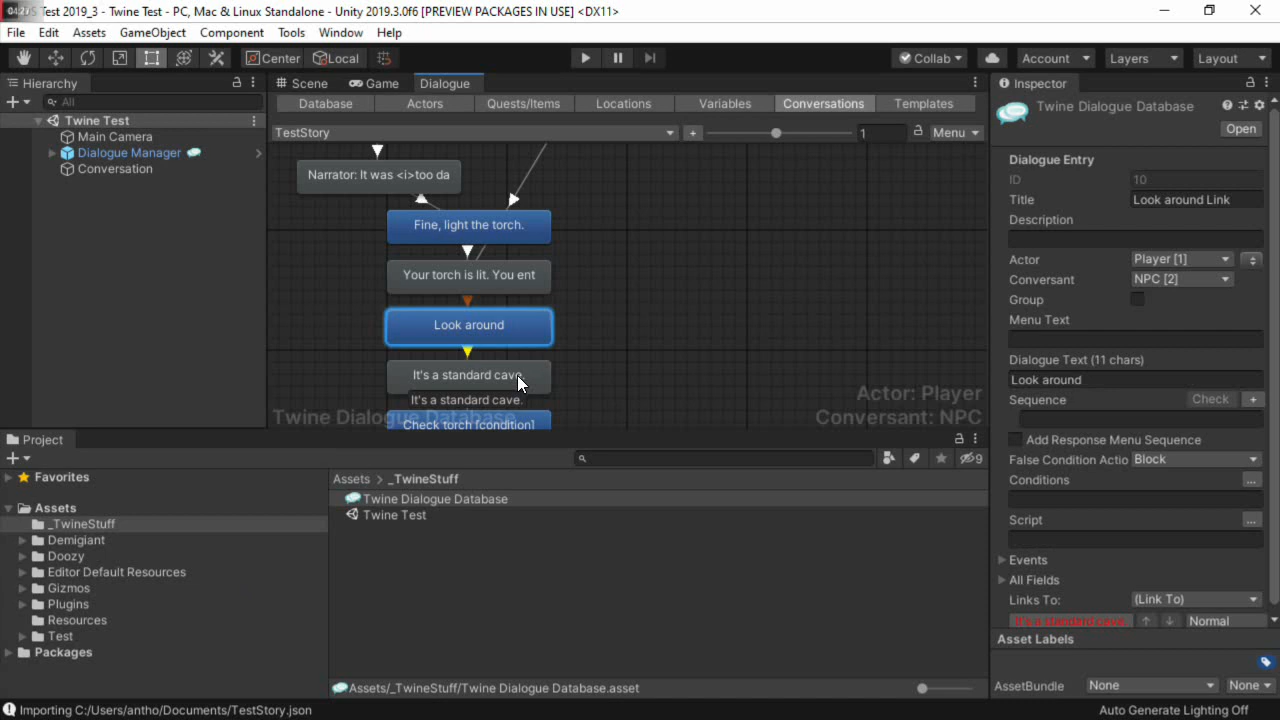 04:27
Test 2019_3 - Twine Test - PC, Mac & Linux Standalone - Unity 2019.3.0f6 [PREVIEW PACKAGES IN USE] <DX11>
File Edit Assets GameObject Component Tools Window Help
Center Local Collab Account Layers Layout
Hierarchy
All
Twine Test
Main Camera
Dialogue Manager
Conversation
Scene Game Dialogue
Database Actors Quests/Items Locations Variables Conversations Templates
TestStory + 1 Menu
Narrator: It was <i>too da
Fine, light the torch.
Your torch is lit. You ent
Look around
It's a standard cave.
It's a standard cave.
Check torch [condition]
Twine Dialogue Database
Actor: Player
Conversant: NPC
Inspector
Twine Dialogue Database
Open
Dialogue Entry
ID 10
Title Look around Link
Description
Actor Player [1]
Conversant NPC [2]
Group
Menu Text
Dialogue Text (11 chars)
Look around
Sequence Check +
Add Response Menu Sequence
False Condition Actio Block
Conditions ...
Script ...
Events
All Fields
Links To: (Link To)
It's a standard cave. Normal
Asset Labels
AssetBundle None None
Project
9
Favorites
Assets
_TwineStuff
Demigiant
Doozy
Editor Default Resources
Gizmos
Plugins
Resources
Test
Packages
Assets > _TwineStuff
Twine Dialogue Database
Twine Test
Assets/_TwineStuff/Twine Dialogue Database.asset
Importing C:/Users/antho/Documents/TestStory.json
Auto Generate Lighting Off